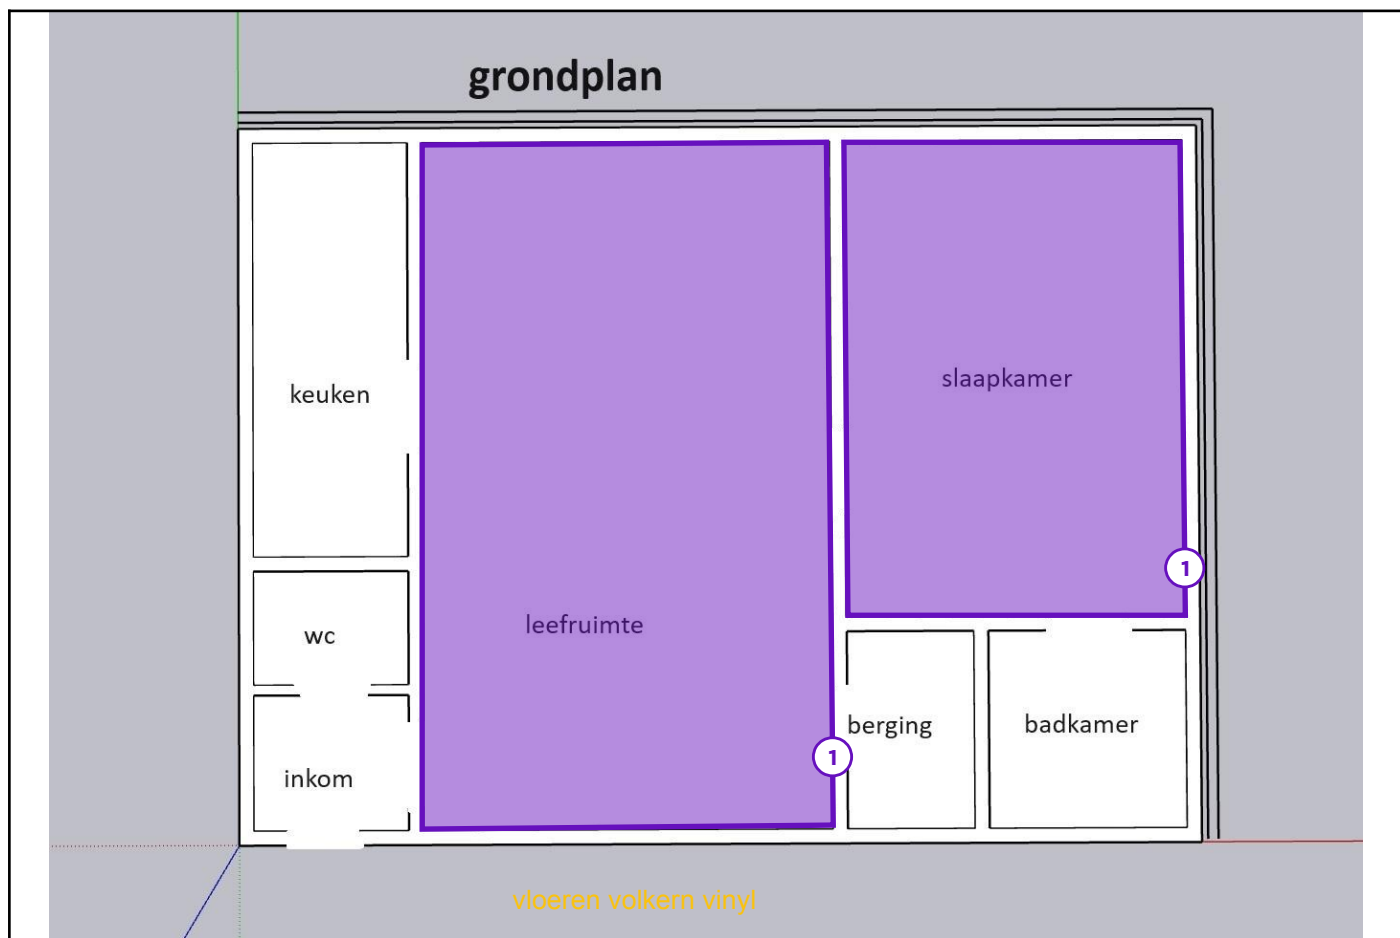 grondplan
slaapkamer
keuken
1
leefruimte
wc
berging
badkamer
1
inkom
vloeren volkern vinyl